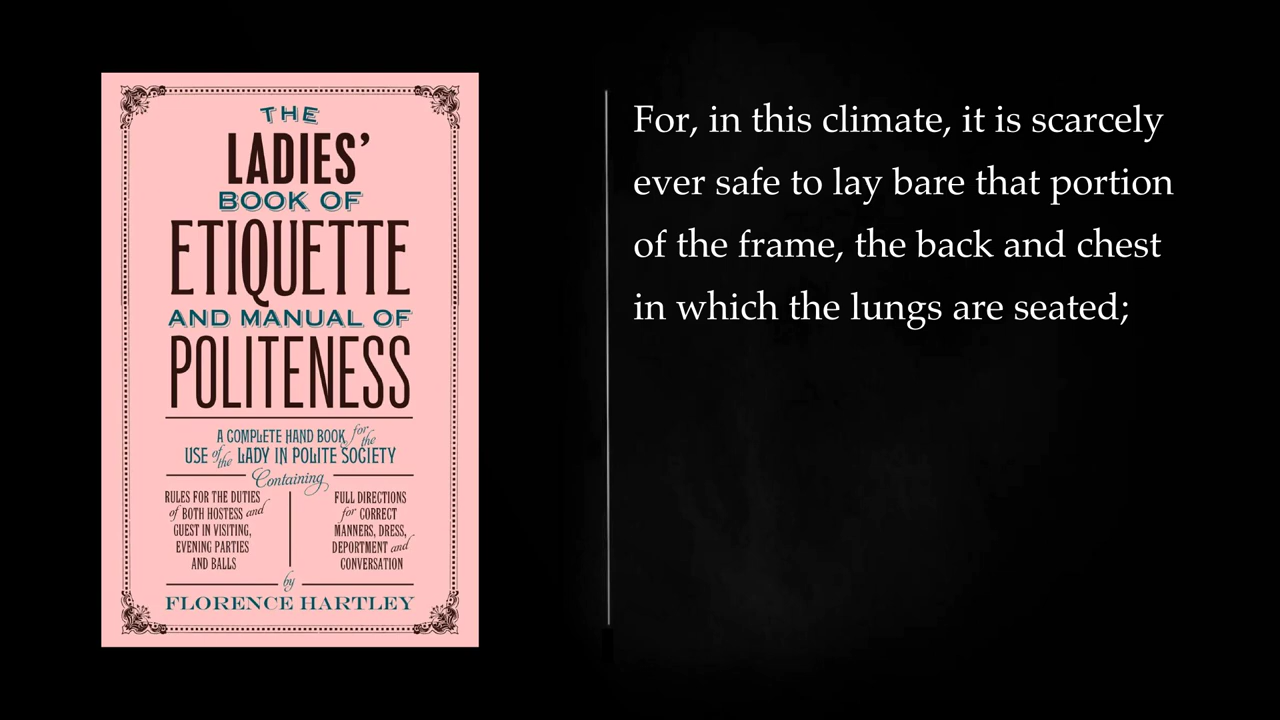 THE
LADIES'
BOOK OF
ETIQUETTE
AND MANUAL OF
POLITENESS
A COMPLETE HAND BOOK for the
USE of the LADY IN POLITE SOCIETY
Containing
RULES FOR THE DUTIES
of BOTH HOSTESS and
GUEST IN VISITING,
EVENING PARTIES
AND BALLS
FULL DIRECTIONS
for CORRECT
MANNERS, DRESS,
DEPORTMENT and
CONVERSATION
by
FLORENCE HARTLEY
For, in this climate, it is scarcely
ever safe to lay bare that portion
of the frame, the back and chest
in which the lungs are seated;